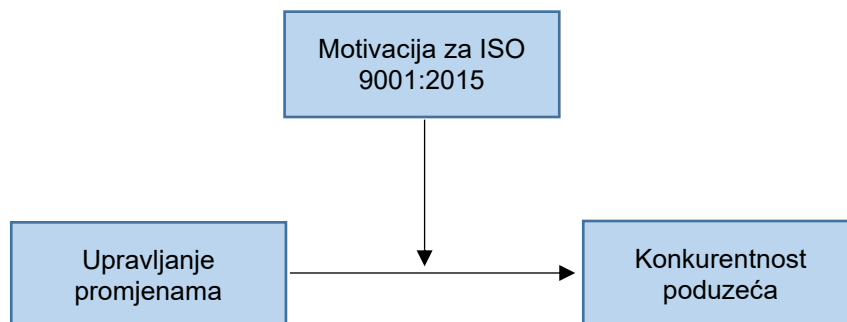 Motivacija za ISO
9001:2015
Upravljanje
promjenama
Konkurentnost
poduzeća